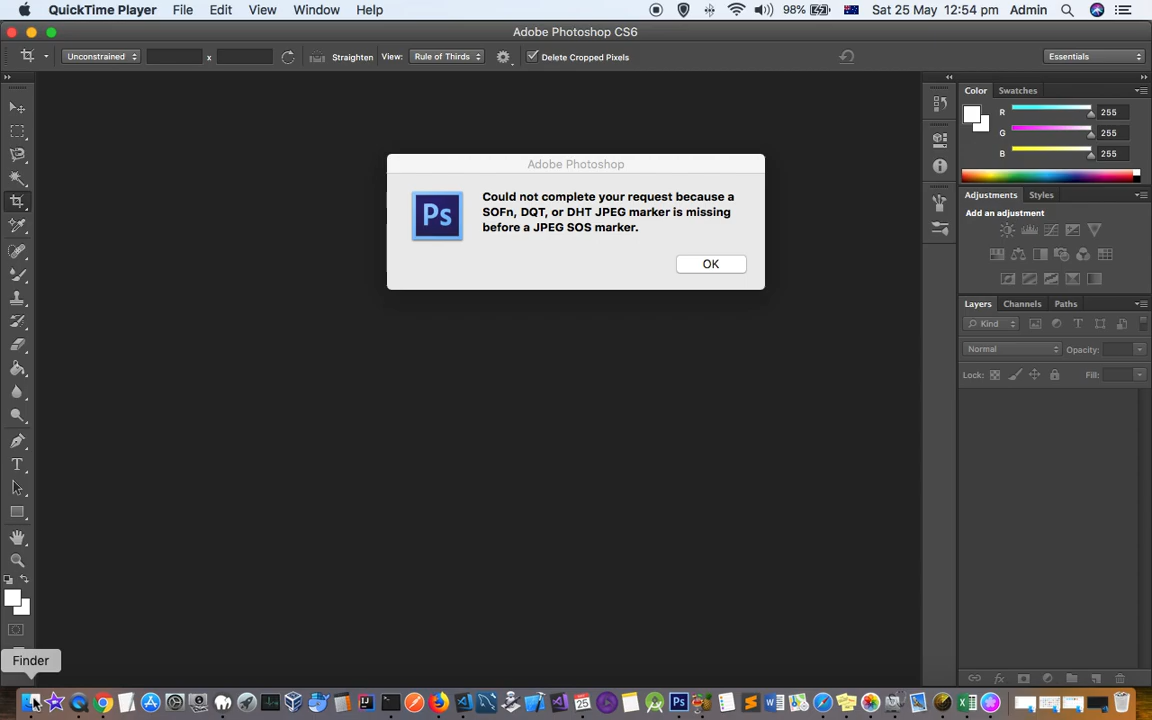 QuickTime Player File Edit View Window Help 98% Sat 25 May 12:54 pm Admin
Adobe Photoshop CS6
Unconstrained x Straighten View: Rule of Thirds Delete Cropped Pixels Essentials
Color Swatches
R 255
G 255
B 255
Adjustments Styles
Add an adjustment
Adobe Photoshop
Could not complete your request because a
SOFn, DQT, or DHT JPEG marker is missing
before a JPEG SOS marker.
Ps
OK
Layers Channels Paths
Kind
Normal Opacity:
Lock: Fill:
Finder
25
Ps